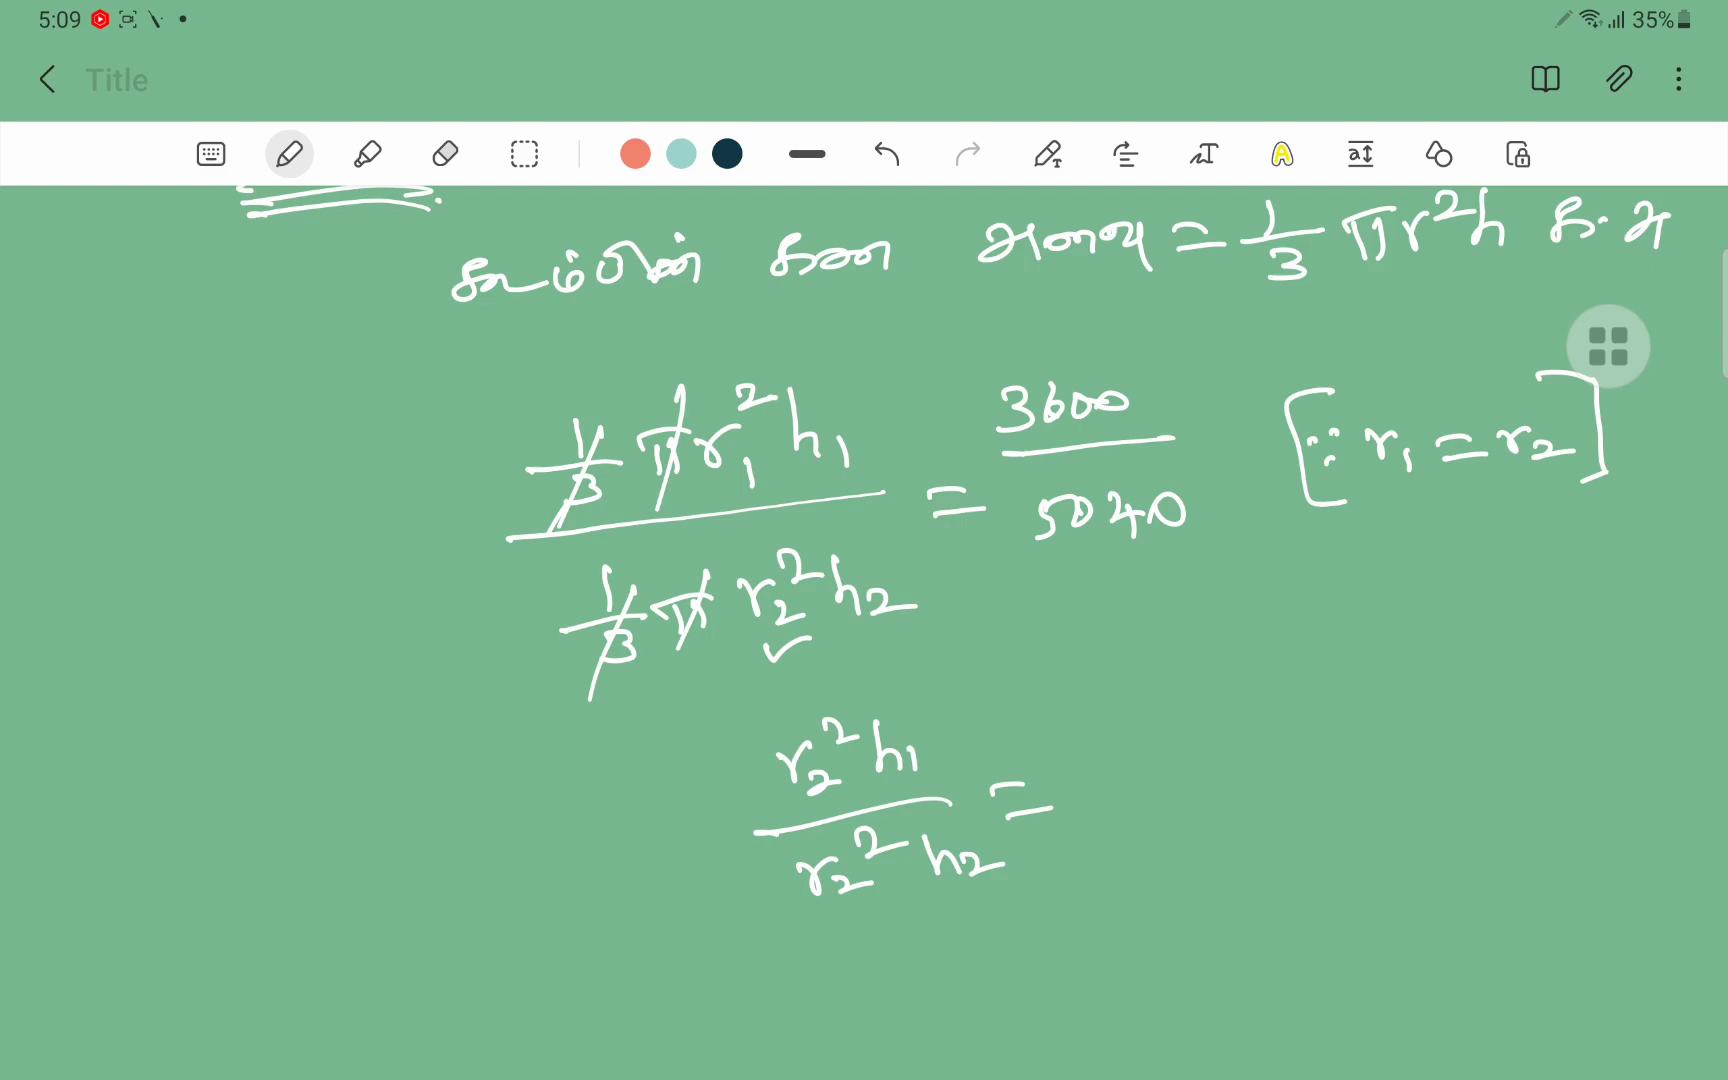 5:09 35%
Title
கூம்பின் கன அளவு = 1/3 πr²h க.அ
1/3 πr₁²h₁ / 1/3 πr₂²h₂ = 3600/5040 [∵ r₁ = r₂]
r₂²h₁ / r₂²h₂ =